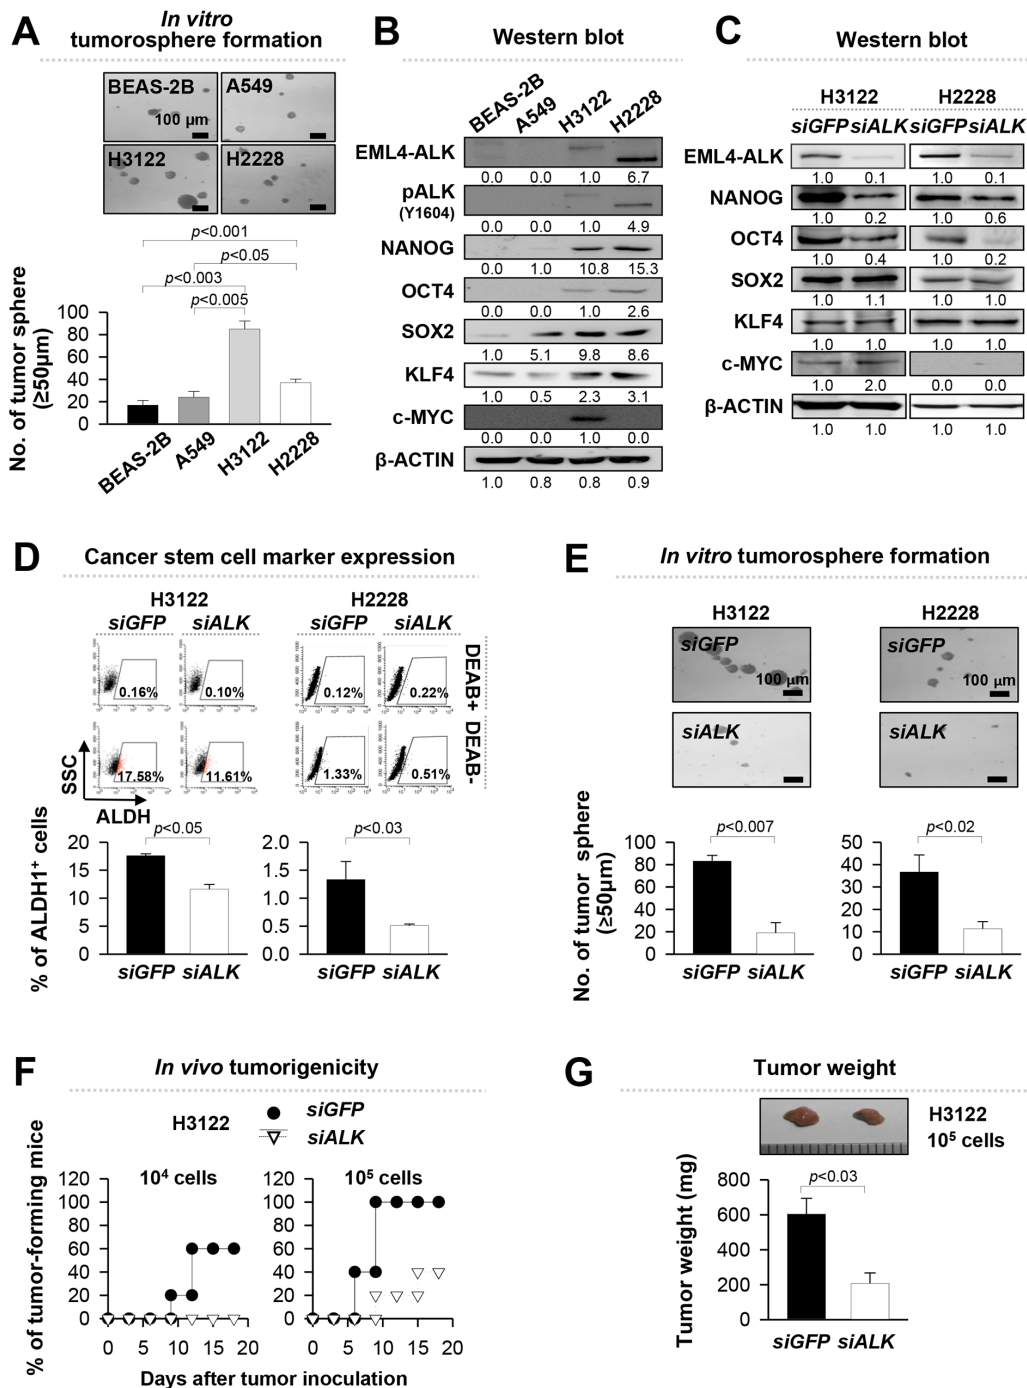 A
In vitro
tumorosphere formation
BEAS-2B
A549
100 µm
H3122
H2228
p<0.001
p<0.05
p<0.003
p<0.005
No. of tumor sphere
(≥50µm)
100
80
60
40
20
0
BEAS-2B
A549
H3122
H2228
B
Western blot
BEAS-2B
A549
H3122
H2228
EML4-ALK
0.0 0.0 1.0 6.7
pALK
(Y1604)
0.0 0.0 1.0 4.9
NANOG
0.0 1.0 10.8 15.3
OCT4
0.0 0.0 1.0 2.6
SOX2
1.0 5.1 9.8 8.6
KLF4
1.0 0.5 2.3 3.1
c-MYC
0.0 0.0 1.0 0.0
β-ACTIN
1.0 0.8 0.8 0.9
C
Western blot
H3122 H2228
siGFP siALK siGFP siALK
EML4-ALK
1.0 0.1 1.0 0.1
NANOG
1.0 0.2 1.0 0.6
OCT4
1.0 0.4 1.0 0.2
SOX2
1.0 1.1 1.0 1.0
KLF4
1.0 1.0 1.0 1.0
c-MYC
1.0 2.0 0.0 0.0
β-ACTIN
1.0 1.0 1.0 1.0
D
Cancer stem cell marker expression
H3122 H2228
siGFP siALK siGFP siALK
0.16% 0.10% 0.12% 0.22%
DEAB+
17.58% 11.61% 1.33% 0.51%
DEAB-
SSC
ALDH
% of ALDH1⁺ cells
p<0.05
20
15
10
5
0
siGFP siALK
p<0.03
2.0
1.5
1.0
0.5
0.0
siGFP siALK
E
In vitro tumorosphere formation
H3122 H2228
siGFP
100 µm
siGFP
100 µm
siALK
siALK
No. of tumor sphere
(≥50µm)
p<0.007
100
80
60
40
20
0
siGFP siALK
p<0.02
50
40
30
20
10
0
siGFP siALK
F
In vivo tumorigenicity
H3122
siGFP
siALK
% of tumor-forming mice
10⁴ cells
120
100
80
60
40
20
0
0 5 10 15 20
10⁵ cells
120
100
80
60
40
20
0
0 5 10 15 20
Days after tumor inoculation
G
Tumor weight
H3122
10⁵ cells
Tumor weight (mg)
p<0.03
800
600
400
200
0
siGFP siALK